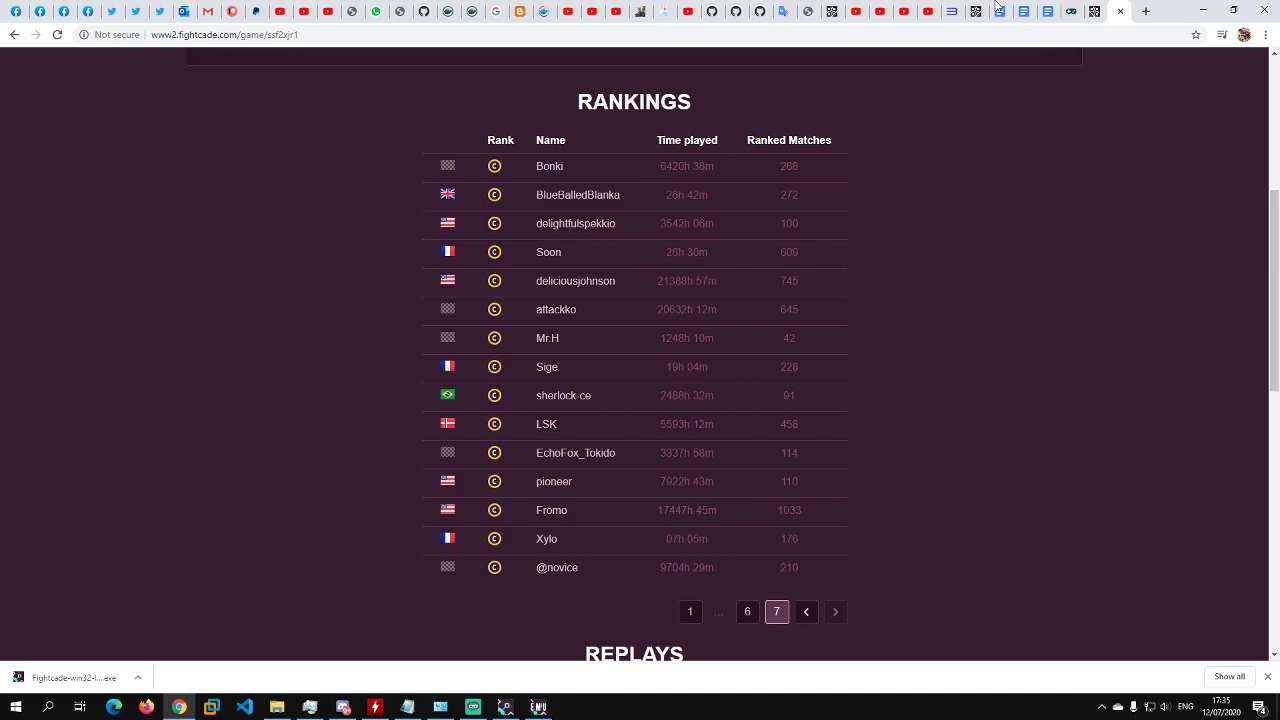 Not secure www2.fightcade.com/game/ssf2xjr1
RANKINGS
Rank Name Time played Ranked Matches
C Bonki 6420h 38m 268
C BlueBalledBlanka 26h 42m 272
C delightfulspekkio 3542h 06m 100
C Soon 26h 30m 609
C deliciousjohnson 21388h 57m 745
C attackko 20632h 12m 645
C Mr.H 1248h 10m 42
C Sige 19h 04m 228
C sherlock-ce 2488h 32m 91
C LSK 5593h 12m 458
C EchoFox_Tokido 3337h 58m 114
C pioneer 7922h 43m 110
C Fromo 17447h 45m 1033
C Xylo 07h 05m 176
C @novice 9704h 29m 210
1 ... 6 7
REPLAYS
Fightcade-win32-l....exe Show all
ENG 17:35
12/07/2020